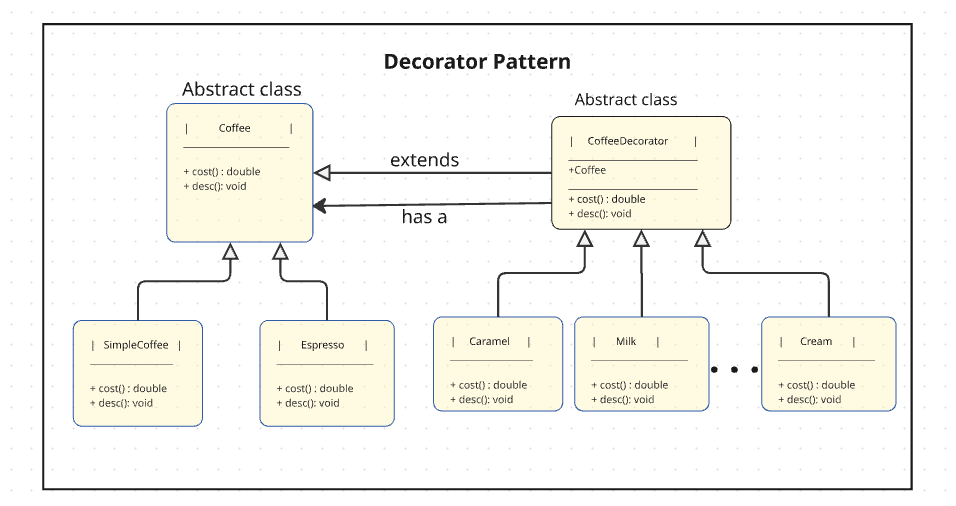 Decorator Pattern
Abstract class
Abstract class
| Coffee |
+ cost() : double
+ desc(): void
extends
has a
| CoffeeDecorator |
+Coffee
+ cost() : double
+ desc(): void
| SimpleCoffee |
+ cost() : double
+ desc(): void
| Espresso |
+ cost() : double
+ desc(): void
| Caramel |
+ cost() : double
+ desc(): void
| Milk |
+ cost() : double
+ desc(): void
| Cream |
+ cost() : double
+ desc(): void